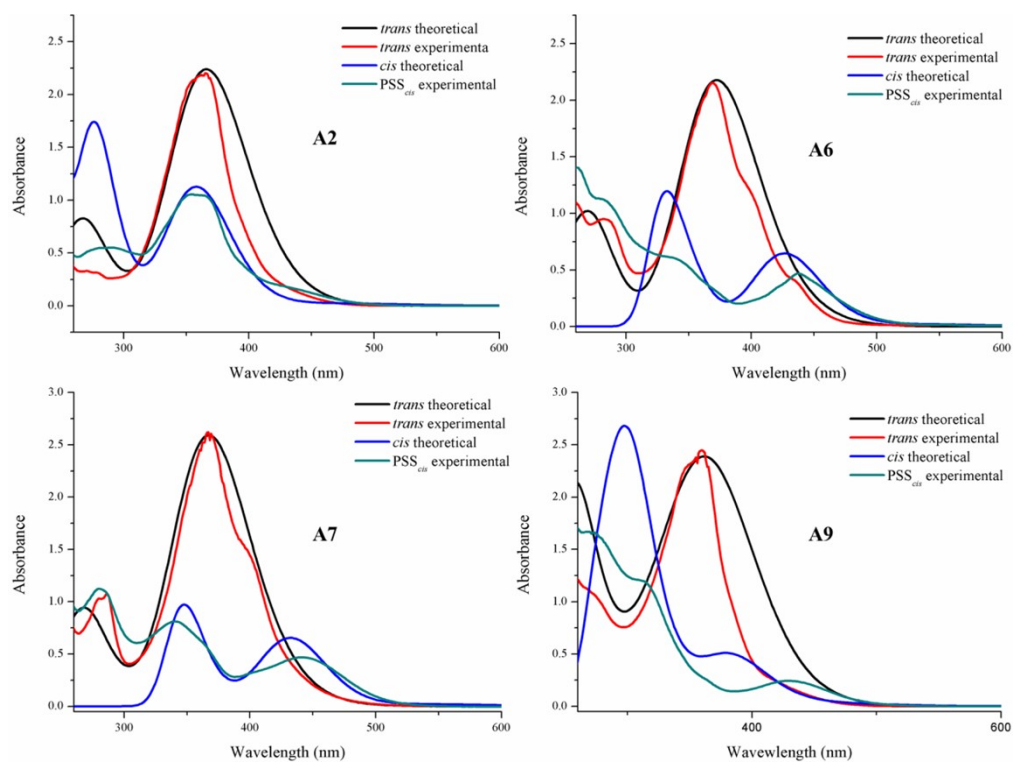 trans theoretical
trans experimenta
cis theoretical
PSScis experimental
A2
Absorbance
2.5
2.0
1.5
1.0
0.5
0.0
300
400
500
600
Wavelength (nm)
trans theoretical
trans experimental
cis theoretical
PSScis experimental
A6
Absorbance
2.5
2.0
1.5
1.0
0.5
0.0
300
400
500
600
Wavelength (nm)
trans theoretical
trans experimental
cis theoretical
PSScis experimental
A7
Absorbance
3.0
2.5
2.0
1.5
1.0
0.5
0.0
300
400
500
600
Wavelength (nm)
trans theoretical
trans experimental
cis theoretical
PSScis experimental
A9
Absorbance
3.0
2.5
2.0
1.5
1.0
0.5
0.0
300
400
500
600
Wavewlength (nm)